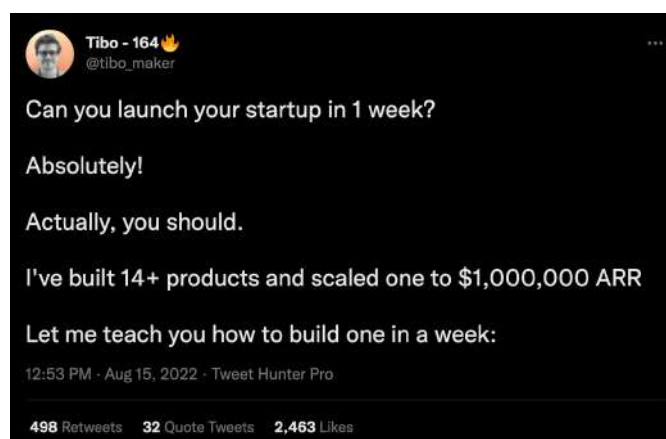 Tibo - 164🔥
@tibo_maker
Can you launch your startup in 1 week?
Absolutely!
Actually, you should.
I've built 14+ products and scaled one to $1,000,000 ARR
Let me teach you how to build one in a week:
12:53 PM · Aug 15, 2022 · Tweet Hunter Pro
498 Retweets 32 Quote Tweets 2,463 Likes